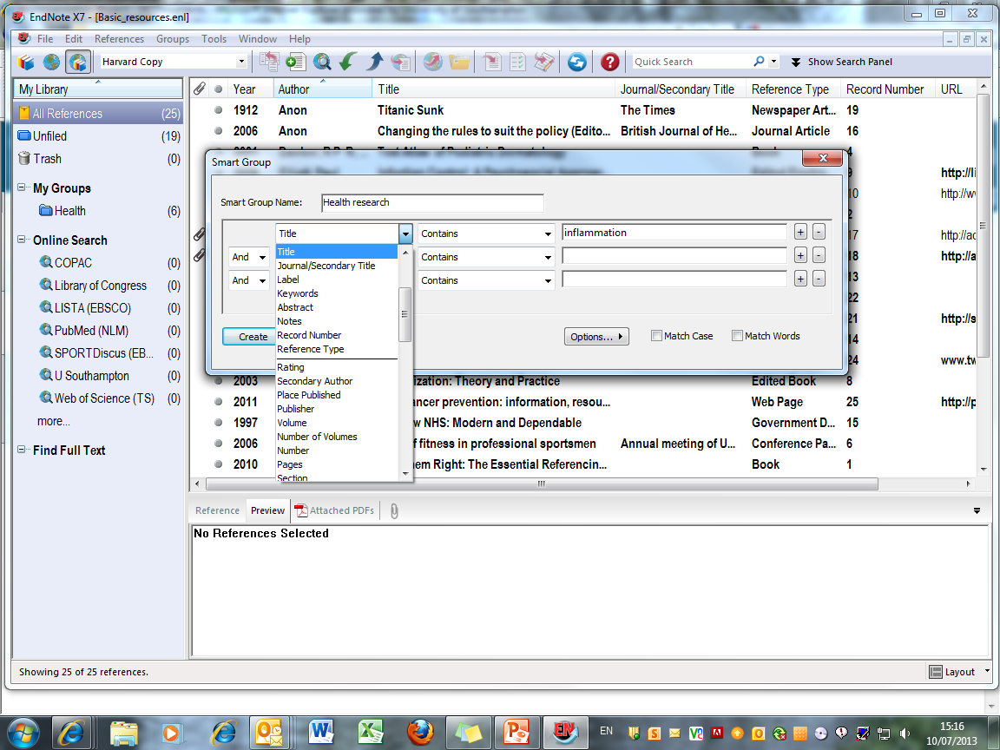 EndNote X7 - [Basic_resources.enl]
File Edit References Groups Tools Window Help
Harvard Copy
Quick Search
Show Search Panel
My Library
All References (25)
Unfiled (19)
Trash (0)
My Groups
Health (6)
Online Search
COPAC (0)
Library of Congress (0)
LISTA (EBSCO) (0)
PubMed (NLM) (0)
SPORTDiscus (EB... (0)
U Southampton (0)
Web of Science (TS) (0)
more...
Find Full Text
Year Author Title Journal/Secondary Title Reference Type Record Number URL
1912 Anon Titanic Sunk The Times Newspaper Art... 19
2006 Anon Changing the rules to suit the policy (Edito... British Journal of He... Journal Article 16
Smart Group
Smart Group Name: Health research
Title Contains inflammation + -
And Contains + -
And Contains + -
Title
Journal/Secondary Title
Label
Keywords
Abstract
Notes
Record Number
Reference Type
Rating
Secondary Author
Place Published
Publisher
Volume
Number of Volumes
Number
Pages
Section
Create
Options...
Match Case
Match Words
4
9 http://li
10 http://w
2
17 http://ac
18 http://a
13
22
21 http://s
14
24 www.tw
2003 ization: Theory and Practice Edited Book 8
2011 ancer prevention: information, resou... Web Page 25 http://p
1997 w NHS: Modern and Dependable Government D... 15
2006 f fitness in professional sportsmen Annual meeting of U... Conference Pa... 6
2010 em Right: The Essential Referencin... Book 1
Reference Preview Attached PDFs
No References Selected
Showing 25 of 25 references.
Layout
EN
15:16
10/07/2013